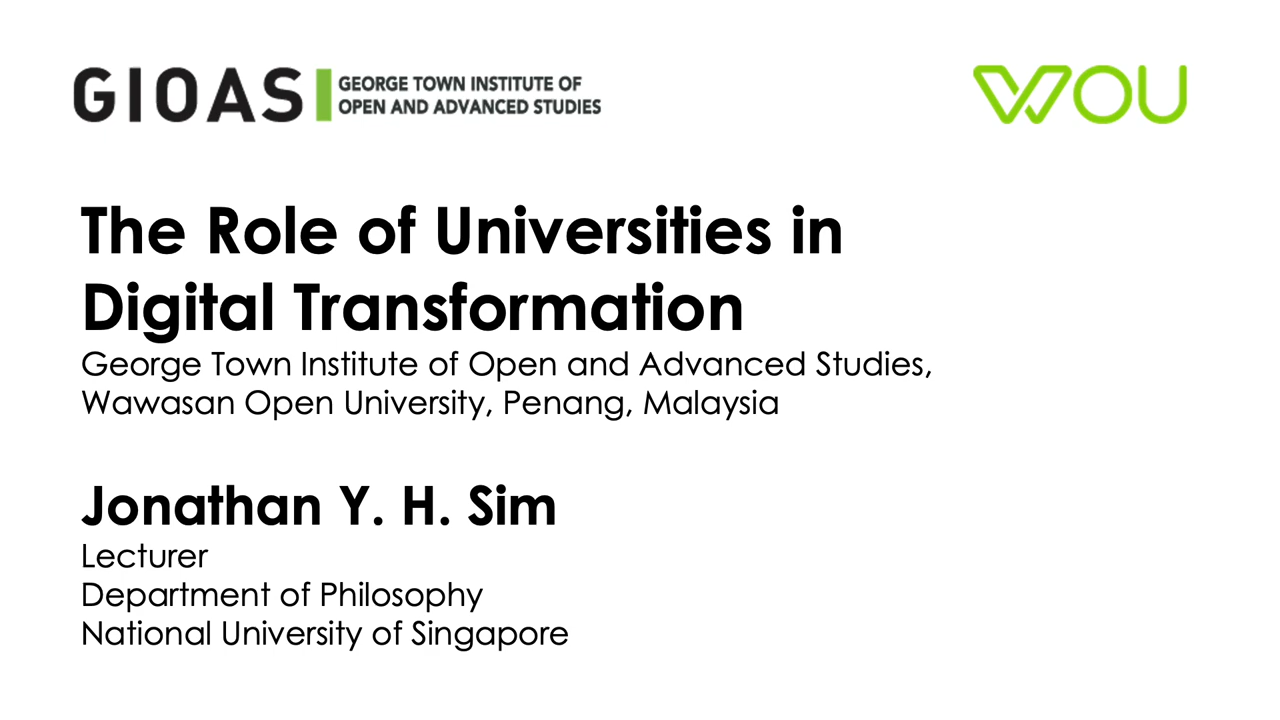 GIOAS
GEORGE TOWN INSTITUTE OF
OPEN AND ADVANCED STUDIES
WOU
The Role of Universities in
Digital Transformation
George Town Institute of Open and Advanced Studies,
Wawasan Open University, Penang, Malaysia
Jonathan Y. H. Sim
Lecturer
Department of Philosophy
National University of Singapore